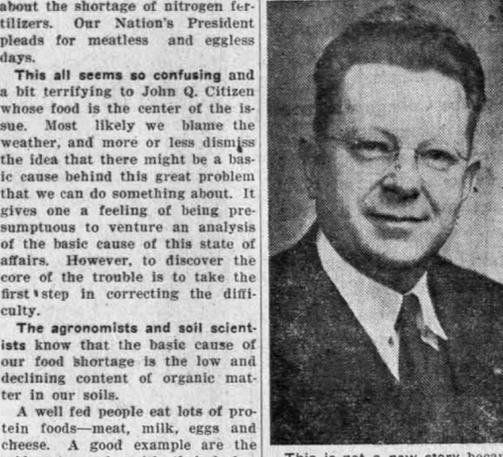 about the shortage of nitrogen fer-
tilizers. Our Nation's President
pleads for meatless and eggless
days.
This all seems so confusing and
a bit terrifying to John Q. Citizen
whose food is the center of the is-
sue. Most likely we blame the
weather, and more or less dismiss
the idea that there might be a bas-
ic cause behind this great problem
that we can do something about. It
gives one a feeling of being pre-
sumptuous to venture an analysis
of the basic cause of this state of
affairs. However, to discover the
core of the trouble is to take the
first step in correcting the diffi-
culty.
The agronomists and soil scient-
ists know that the basic cause of
our food shortage is the low and
declining content of organic mat-
ter in our soils.
A well fed people eat lots of pro-
tein foods—meat, milk, eggs and
cheese. A good example are the
This is not a new story